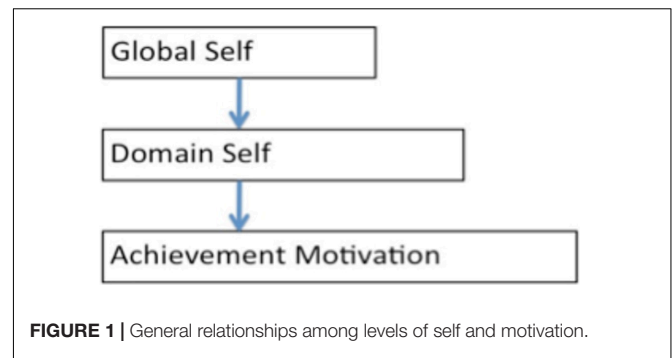 Global Self
Domain Self
Achievement Motivation
FIGURE 1 | General relationships among levels of self and motivation.